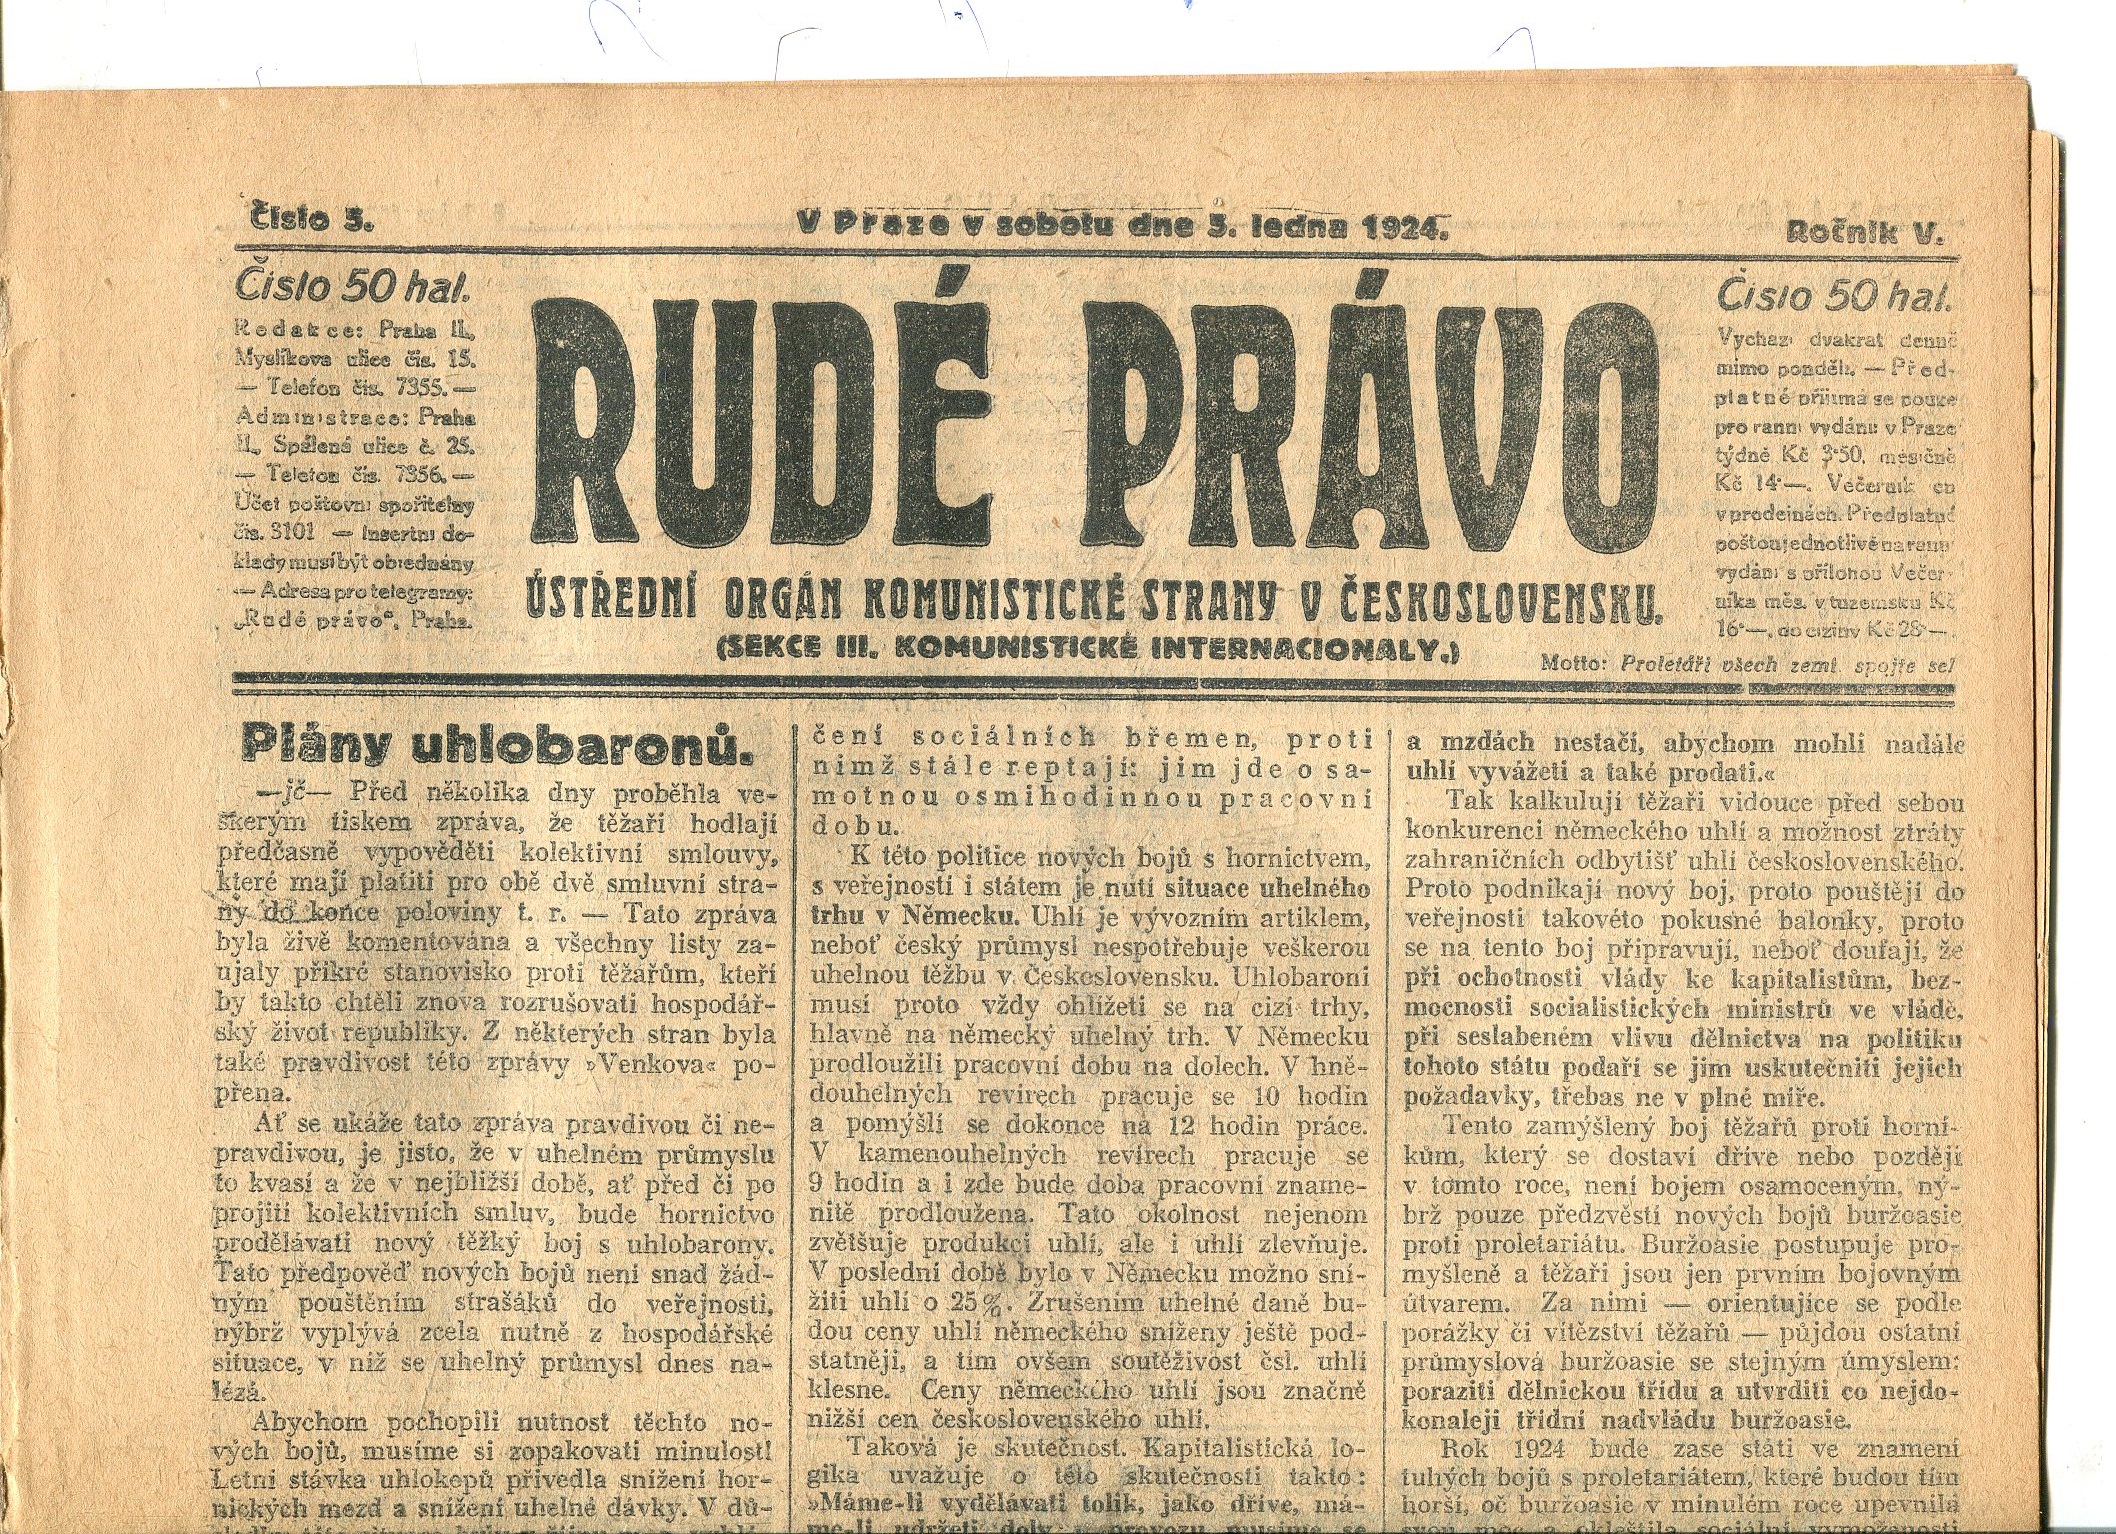 Číslo 5.
V Praze v sobotu dne 5. ledna 1924.
Ročník V.
Číslo 50 hal.
Redakce: Praha II.,
Myslíkova ulice čís. 15.
— Telefon čís. 7355. —
Administrace: Praha
II., Spálená ulice č. 25.
— Telefon čís. 7356. —
Účet poštovní spořitelny
čís. 3101 — Insertní do-
klady musí být objednány
— Adresa pro telegramy:
„Rudé právo“, Praha.
RUDÉ PRÁVO
ÚSTŘEDNÍ ORGÁN KOMUNISTICKÉ STRANY V ČESKOSLOVENSKU.
(SEKCE III. KOMUNISTICKÉ INTERNACIONALY.)
Číslo 50 hal.
Vychází dvakrát denně
mimo pondělí. — Před-
platné přijímá se pouze
pro ranní vydání: v Praze
týdně Kč 3·50, měsíčně
Kč 14·—. Večerník
v prodejnách. Předplatné
poštou jednotlivě na ranní
vydání s přílohou Večer-
níka měs. v tuzemsku Kč
16·—, do ciziny Kč 28·—.
Motto: Proletáři všech zemí spojte se!
Plány uhlobaronů.
—jč— Před několika dny proběhla ve-
škerým tiskem zpráva, že těžaři hodlají
předčasně vypověděti kolektivní smlouvy,
které mají platiti pro obě dvě smluvní stra-
ny do konce poloviny t. r. — Tato zpráva
byla živě komentována a všechny listy za-
ujaly příkré stanovisko proti těžařům, kteří
by takto chtěli znova rozrušovati hospodář-
ský život republiky. Z některých stran byla
také pravdivost této zprávy »Venkova« po-
přena.
Ať se ukáže tato zpráva pravdivou či ne-
pravdivou, je jisto, že v uhelném průmyslu
to kvasí a že v nejbližší době, ať před či po
projití kolektivních smluv, bude hornictvo
prodělávati nový těžký boj s uhlobarony.
Tato předpověď nových bojů není snad žád-
ným pouštěním strašáků do veřejnosti,
nýbrž vyplývá zcela nutně z hospodářské
situace, v níž se uhelný průmysl dnes na-
lézá.
Abychom pochopili nutnost těchto no-
vých bojů, musíme si zopakovati minulost!
Letní stávka uhlokopů přivedla snížení hor-
nických mezd a snížení uhelné dávky. V dů-
čení sociálních břemen, proti
nimž stále reptají: jim jde o sa-
motnou osmihodinnou pracovní
dobu.
K této politice nových bojů s hornictvem,
s veřejností i státem je nutí situace uhelného
trhu v Německu. Uhlí je vývozním artiklem,
neboť český průmysl nespotřebuje veškerou
uhelnou těžbu v Československu. Uhlobaroni
musí proto vždy ohlížeti se na cizí trhy,
hlavně na německý uhelný trh. V Německu
prodloužili pracovní dobu na dolech. V hně-
douhelných revírech pracuje se 10 hodin
a pomýšlí se dokonce na 12 hodin práce.
V kamenouhelných revírech pracuje se
9 hodin a i zde bude doba pracovní zname-
nitě prodloužena. Tato okolnost nejenom
zvětšuje produkci uhlí, ale i uhlí zlevňuje.
V poslední době bylo v Německu možno sní-
žiti uhlí o 25%. Zrušením uhelné daně bu-
dou ceny uhlí německého sníženy ještě pod-
statněji, a tím ovšem soutěživost čsl. uhlí
klesne. Ceny německého uhlí jsou značně
nižší cen československého uhlí.
Taková je skutečnost. Kapitalistická lo-
gika uvažuje o této skutečnosti takto:
»Máme-li vydělávati tolik, jako dříve, má-
me-li udržeti doly v provozu musíme se
a mzdách nestačí, abychom mohli nadále
uhlí vyvážeti a také prodati.«
Tak kalkulují těžaři vidouce před sebou
konkurenci německého uhlí a možnost ztráty
zahraničních odbytišť uhlí československého.
Proto podnikají nový boj, proto pouštějí do
veřejnosti takovéto pokusné balonky, proto
se na tento boj připravují, neboť doufají, že
při ochotnosti vlády ke kapitalistům, bez-
mocnosti socialistických ministrů ve vládě,
při seslabeném vlivu dělnictva na politiku
tohoto státu podaří se jim uskutečniti jejich
požadavky, třebas ne v plné míře.
Tento zamýšlený boj těžařů proti horní-
kům, který se dostaví dříve nebo později
v tomto roce, není bojem osamoceným, ný-
brž pouze předzvěstí nových bojů buržoasie
proti proletariátu. Buržoasie postupuje pro-
myšleně a těžaři jsou jen prvním bojovným
útvarem. Za nimi — orientujíce se podle
porážky či vítězství těžařů — půjdou ostatní
průmyslová buržoasie se stejným úmyslem:
poraziti dělnickou třídu a utvrditi co nejdo-
konaleji třídní nadvládu buržoasie.
Rok 1924 bude zase státi ve znamení
tuhých bojů s proletariátem, které budou tím
horší, oč buržoasie v minulém roce upevnila
svou moc a okleštila sociální vymoženosti